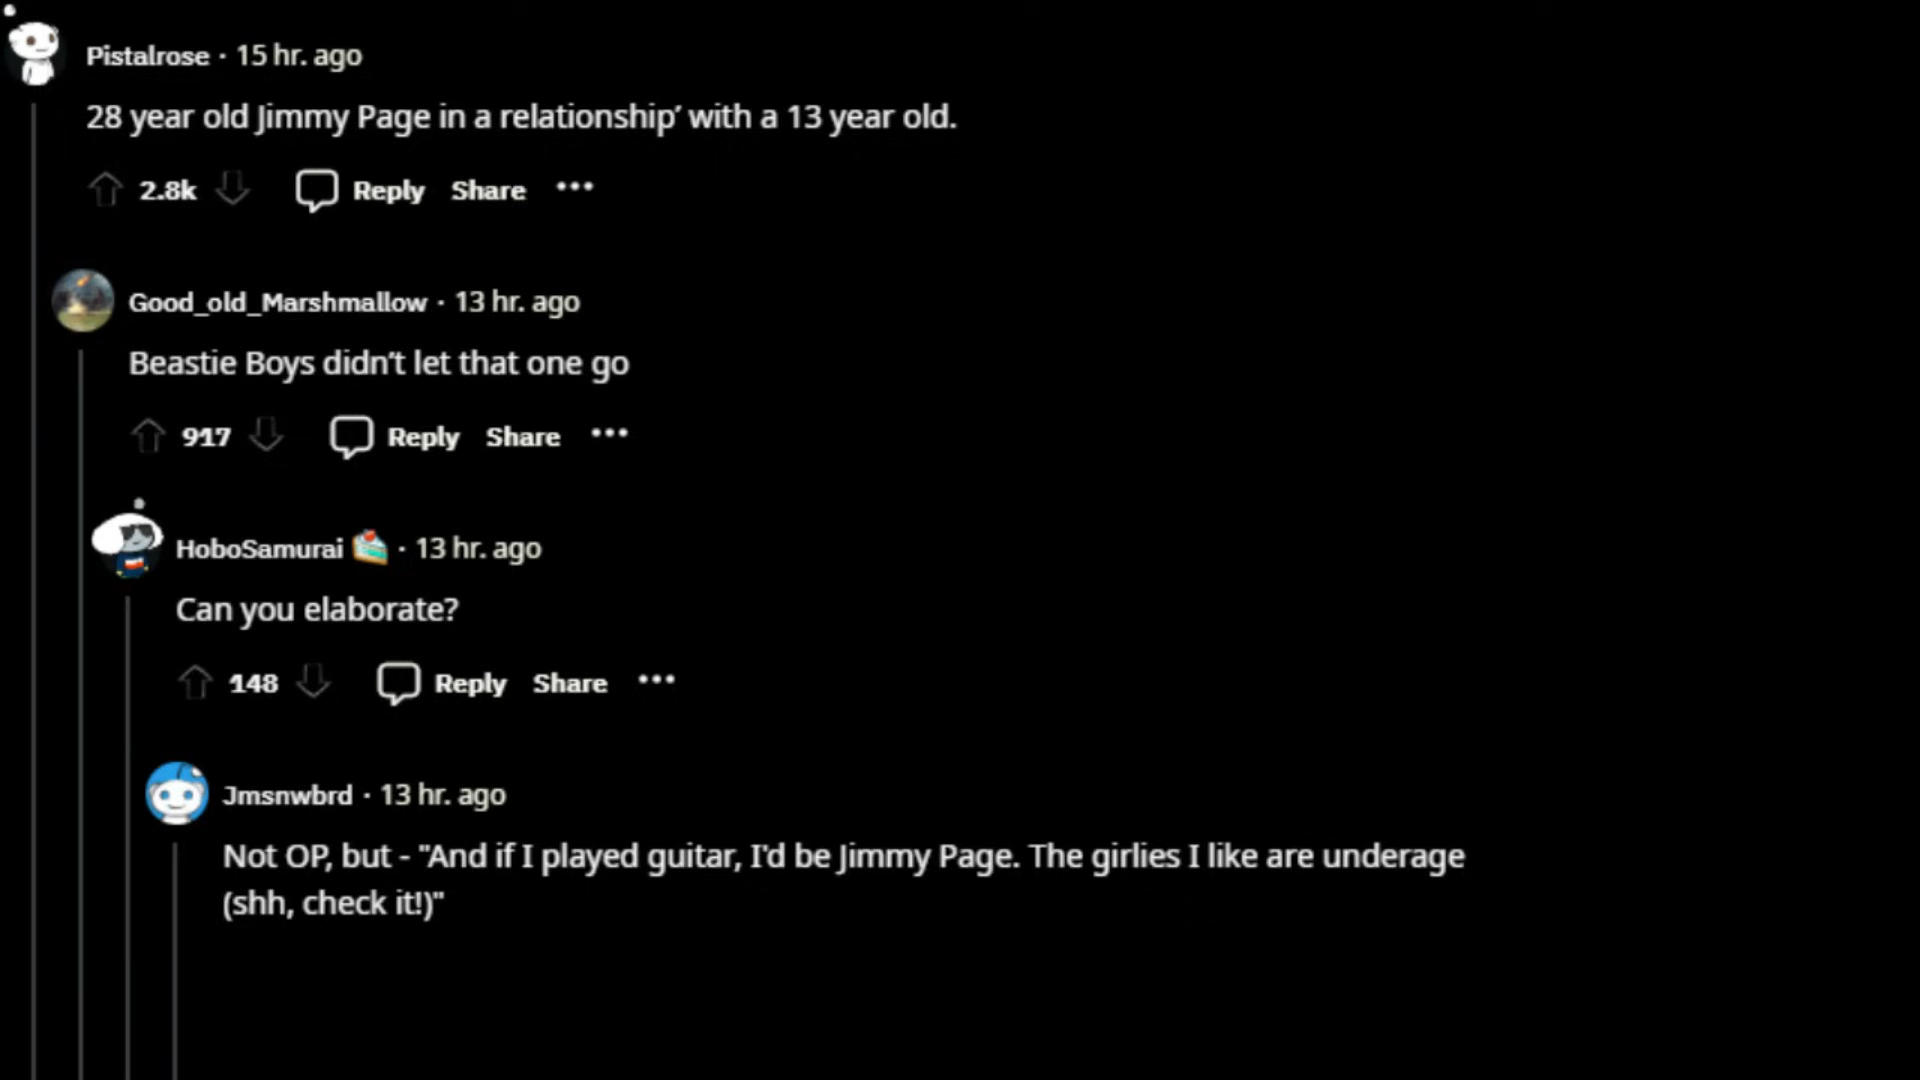 Pistalrose · 15 hr. ago
28 year old Jimmy Page in a relationship’ with a 13 year old.
2.8k Reply Share •••
Good_old_Marshmallow · 13 hr. ago
Beastie Boys didn’t let that one go
917 Reply Share •••
HoboSamurai 🍰 · 13 hr. ago
Can you elaborate?
148 Reply Share •••
Jmsnwbrd · 13 hr. ago
Not OP, but - "And if I played guitar, I'd be Jimmy Page. The girlies I like are underage
(shh, check it!)"